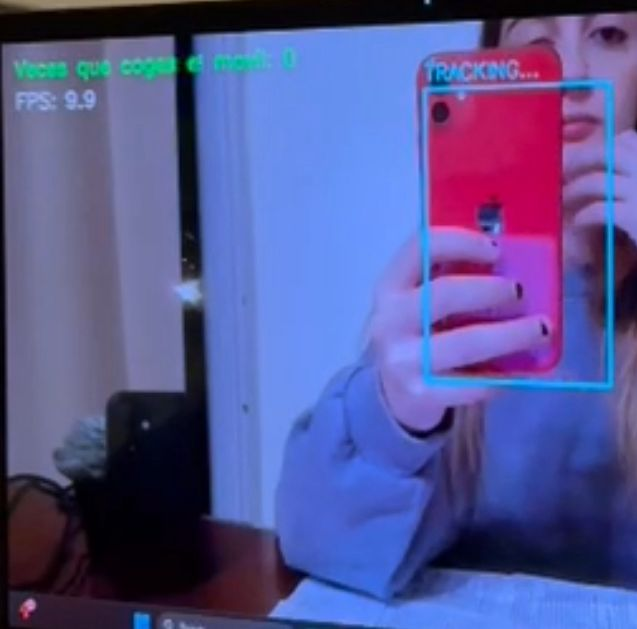 Veces que coges el movil: 0
FPS: 9.9
TRACKING...